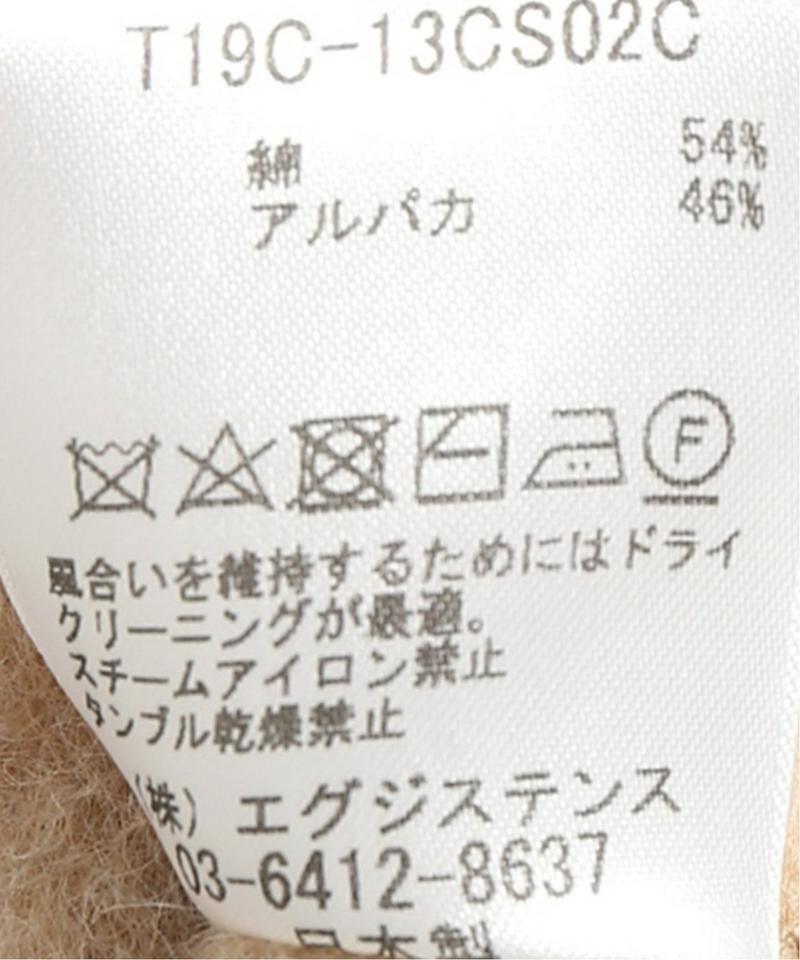 T19C-13CS02C
綿 54%
アルパカ 46%
F
風合いを維持するためにはドライ
クリーニングが最適。
スチームアイロン禁止
タンブル乾燥禁止
(株) エグジステンス
03-6412-8637
日本製